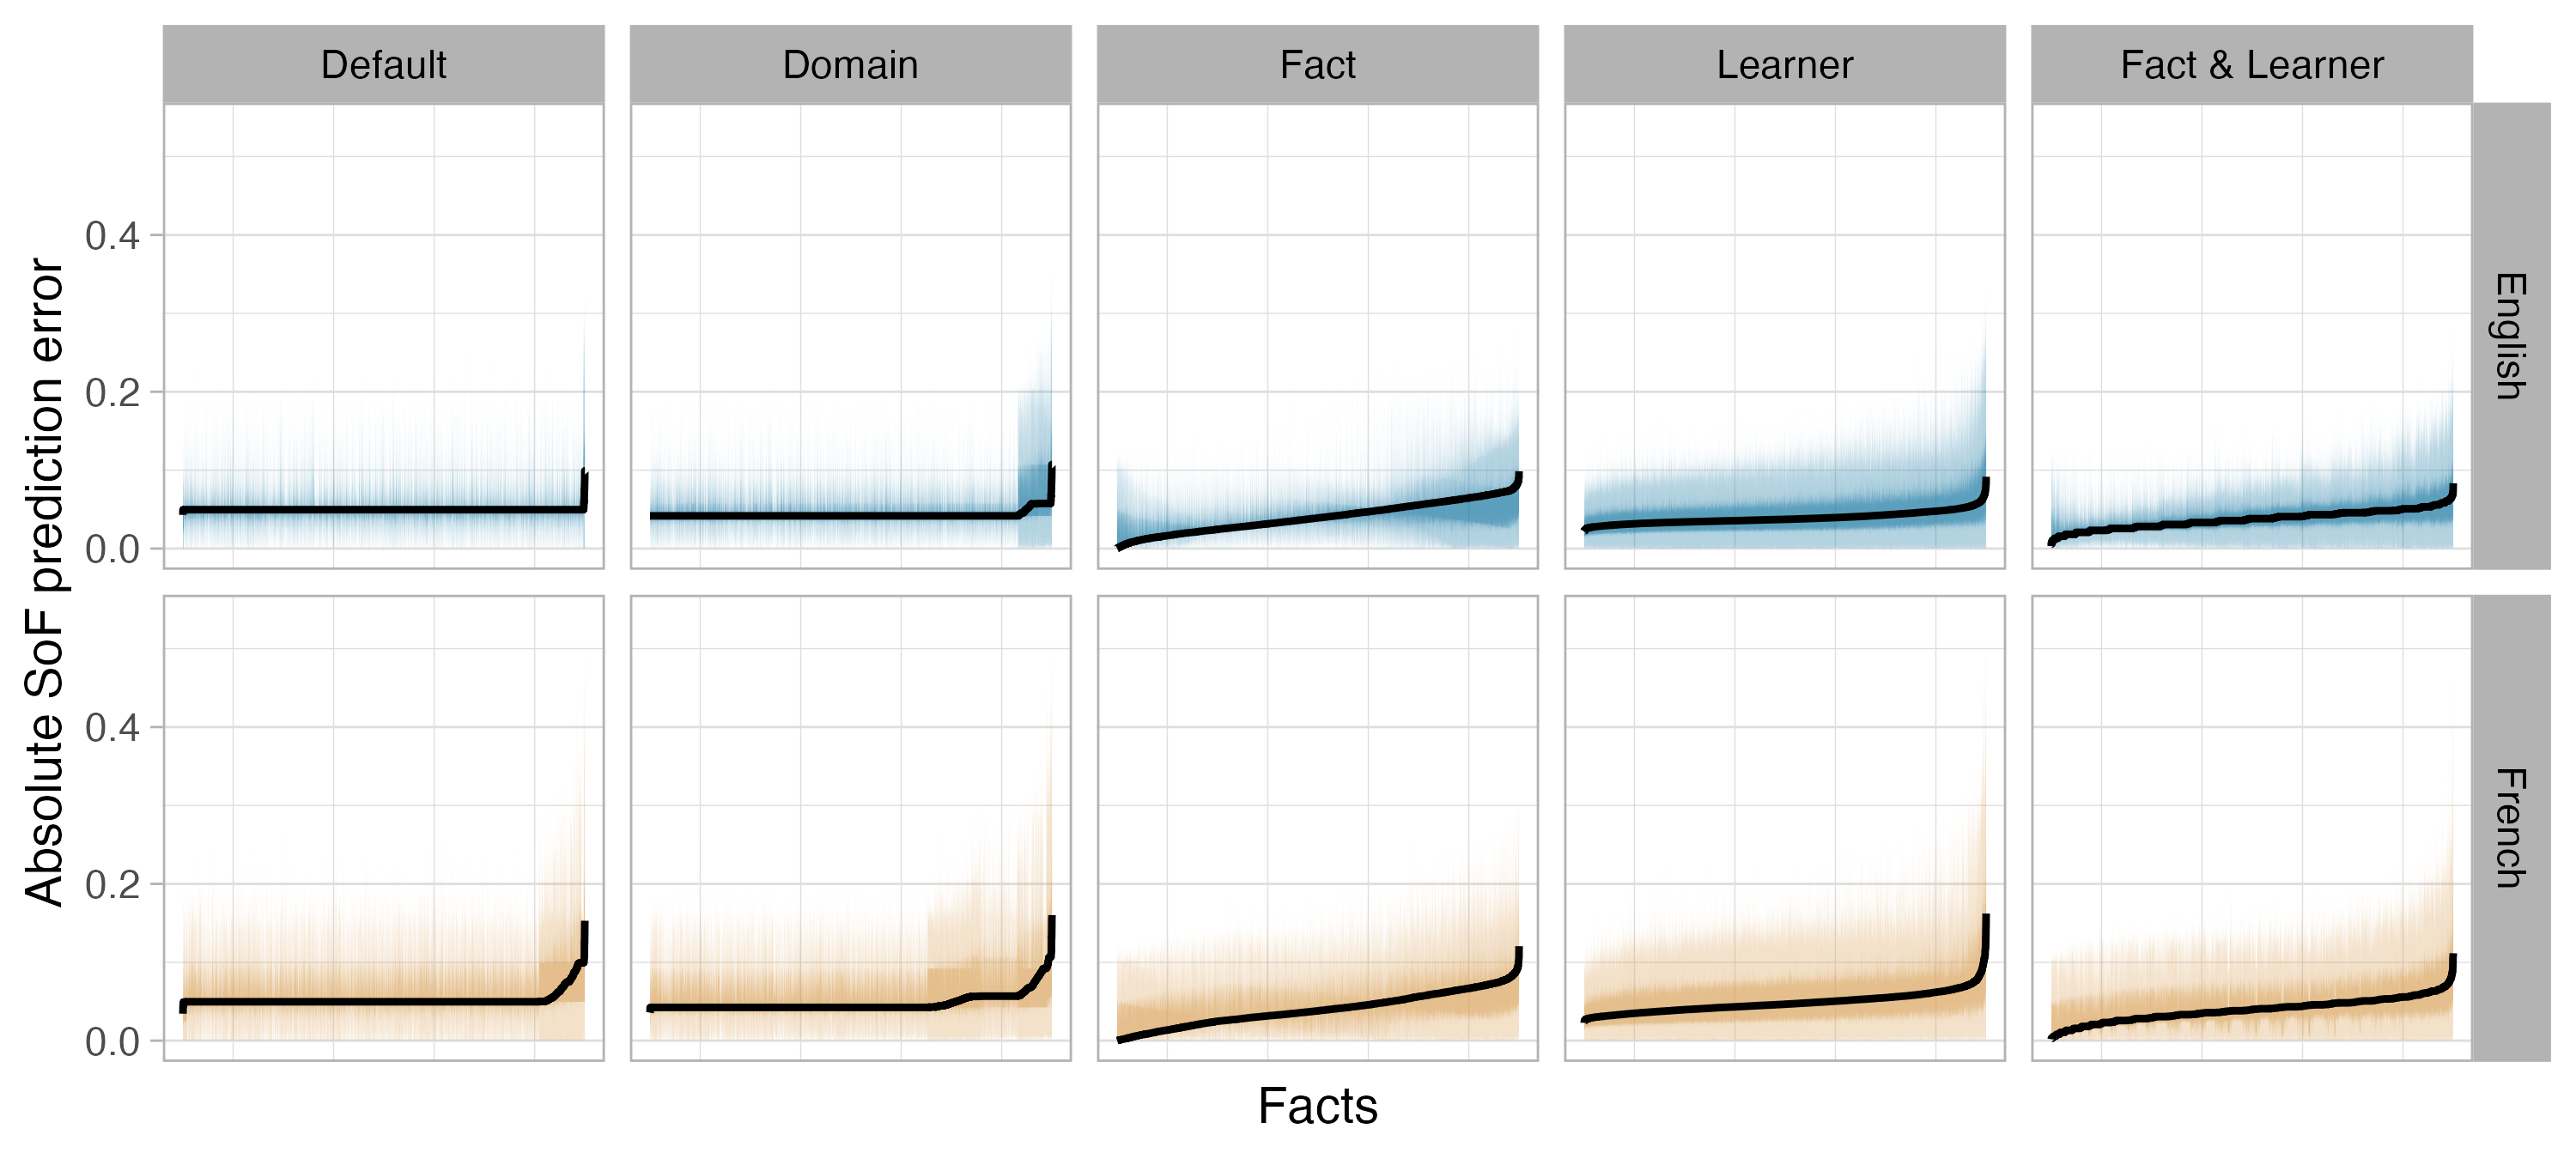 Default
Domain
Fact
Learner
Fact & Learner
Absolute SoF prediction error
0.4
0.2
0.0
English
0.4
0.2
0.0
French
Facts